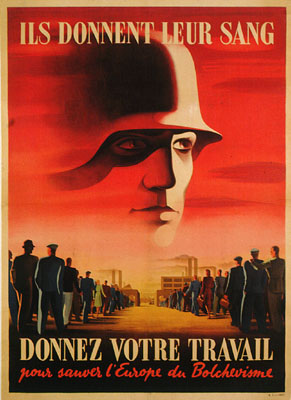 ILS DONNENT LEUR SANG
DONNEZ VOTRE TRAVAIL
pour sauver l'Europe du Bolchevisme